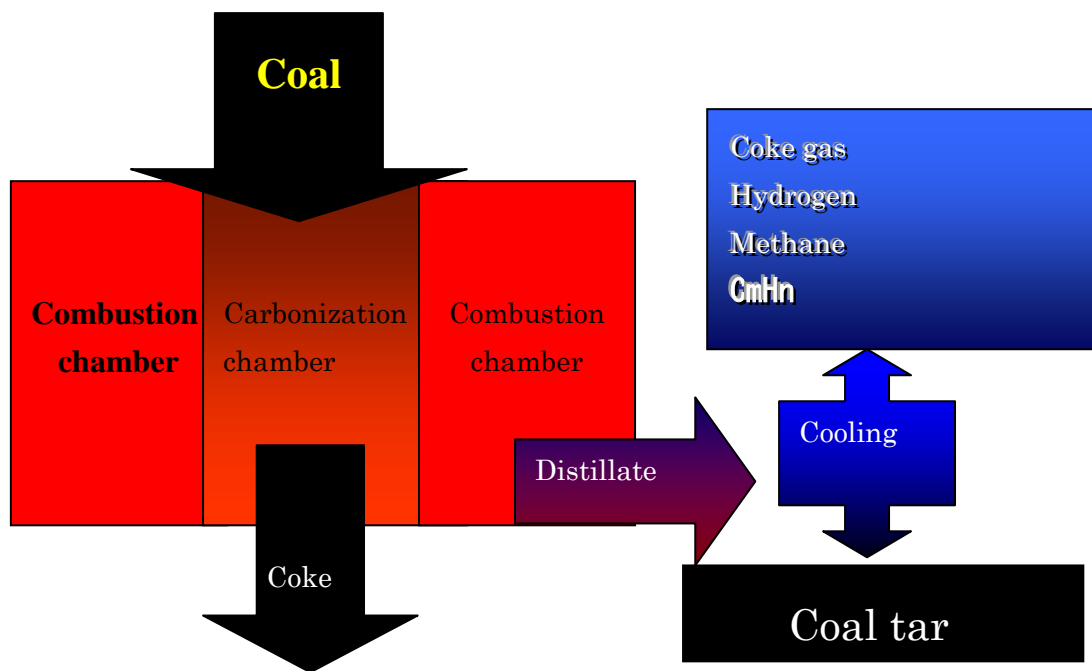 Coal
Combustion
chamber
Carbonization
chamber
Combustion
chamber
Coke
Distillate
Coke gas
Hydrogen
Methane
CmHn
Cooling
Coal tar